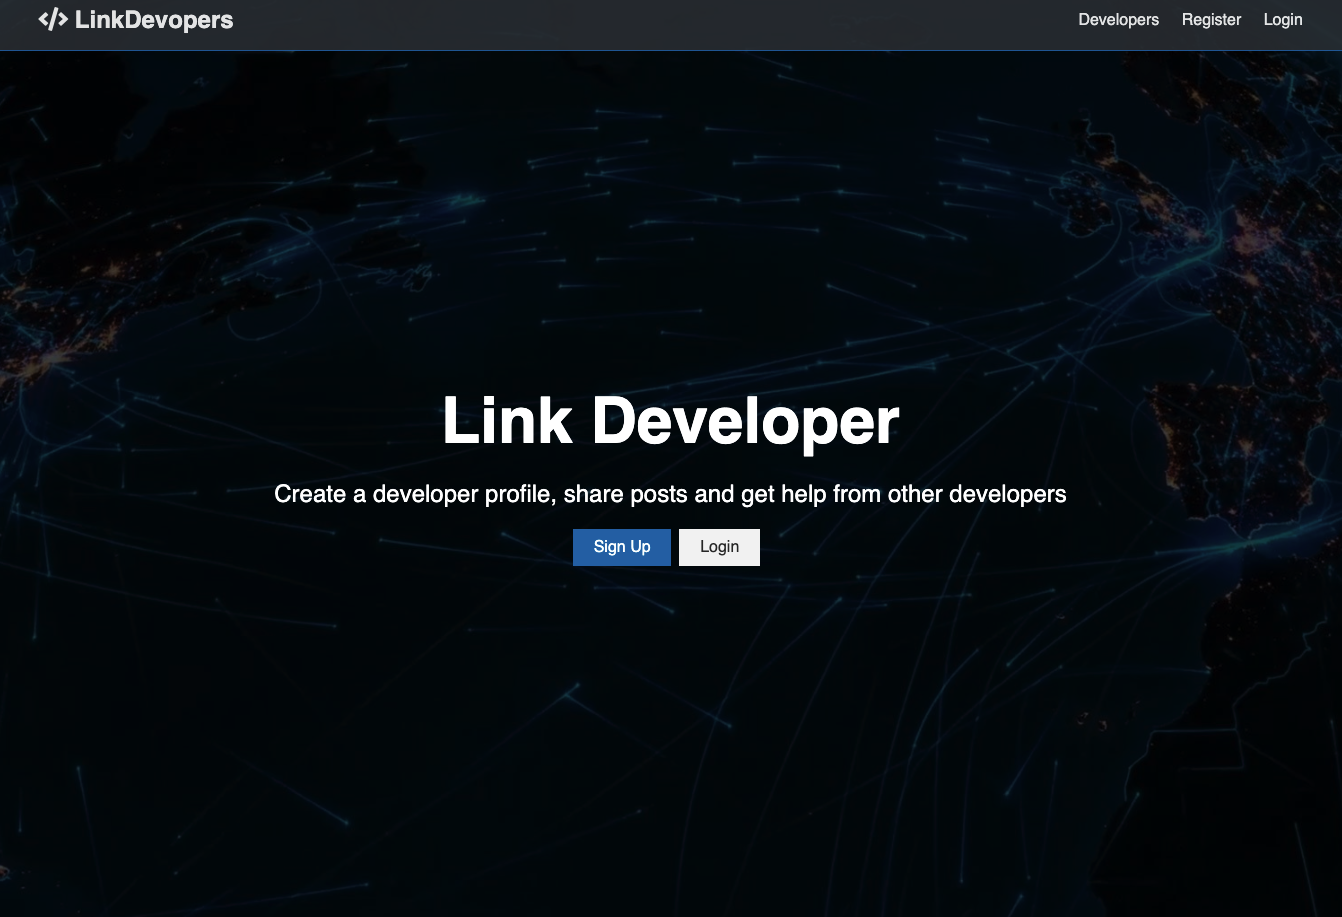 </> LinkDevopers
Developers Register Login
Link Developer
Create a developer profile, share posts and get help from other developers
Sign Up Login